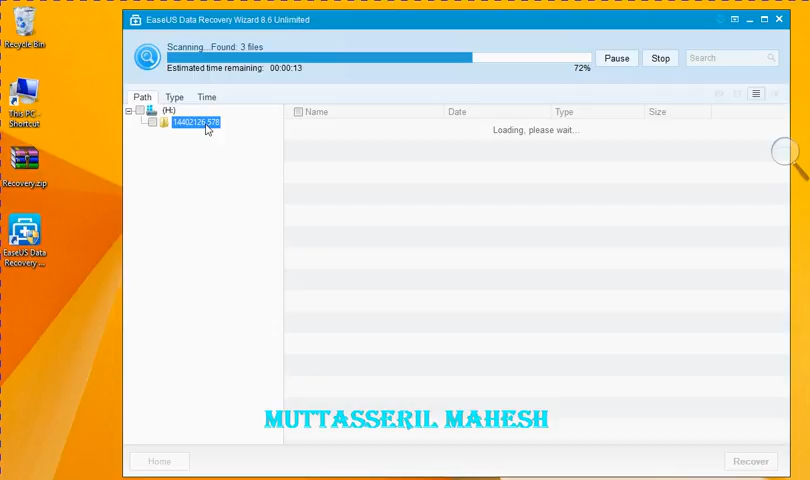 EaseUS Data Recovery Wizard 8.6 Unlimited
Scanning...Found: 3 files
Estimated time remaining: 00:00:13
72%
Pause
Stop
Search
Path
Type
Time
(H:)
14402126.578
Name
Date
Type
Size
Loading, please wait...
Recycle Bin
This PC - Shortcut
Recovery.zip
EaseUS Data
Recovery ...
MUTTASSERIL MAHESH
Home
Recover